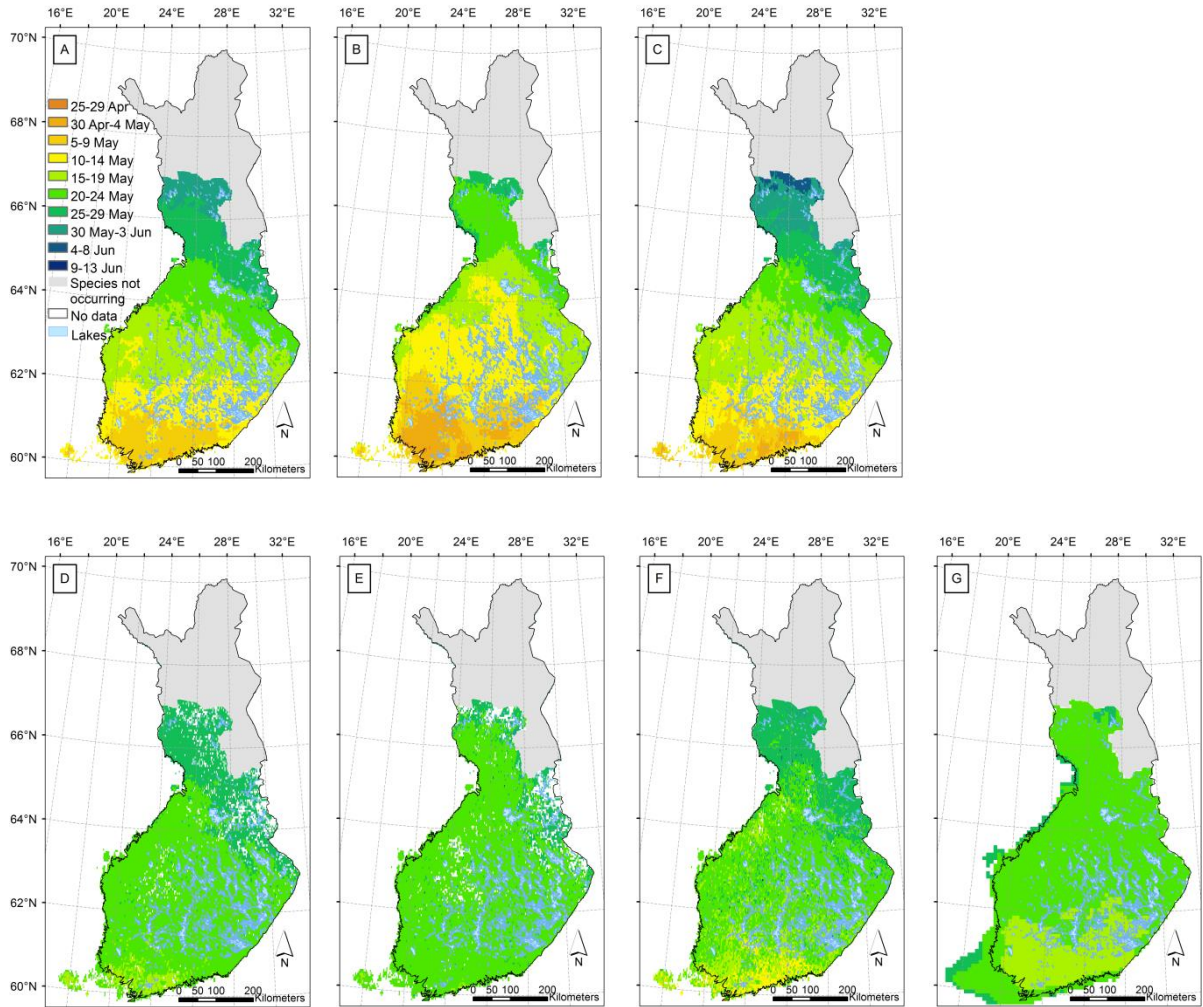 16°E 20°E 24°E 28°E 32°E
16°E 20°E 24°E 28°E 32°E
16°E 20°E 24°E 28°E 32°E
70°N
A
B
C
25-29 Apr
30 Apr-4 May
5-9 May
10-14 May
15-19 May
20-24 May
25-29 May
30 May-3 Jun
4-8 Jun
9-13 Jun
Species not
occurring
No data
Lakes
68°N
66°N
64°N
62°N
60°N
N
N
N
0 50 100 200
Kilometers
0 50 100 200
Kilometers
0 50 100 200
Kilometers
16°E 20°E 24°E 28°E 32°E
16°E 20°E 24°E 28°E 32°E
16°E 20°E 24°E 28°E 32°E
16°E 20°E 24°E 28°E 32°E
70°N
D
E
F
G
68°N
66°N
64°N
62°N
60°N
N
N
N
N
0 50 100 200
Kilometers
0 50 100 200
Kilometers
0 50 100 200
Kilometers
0 50 100 200
Kilometers